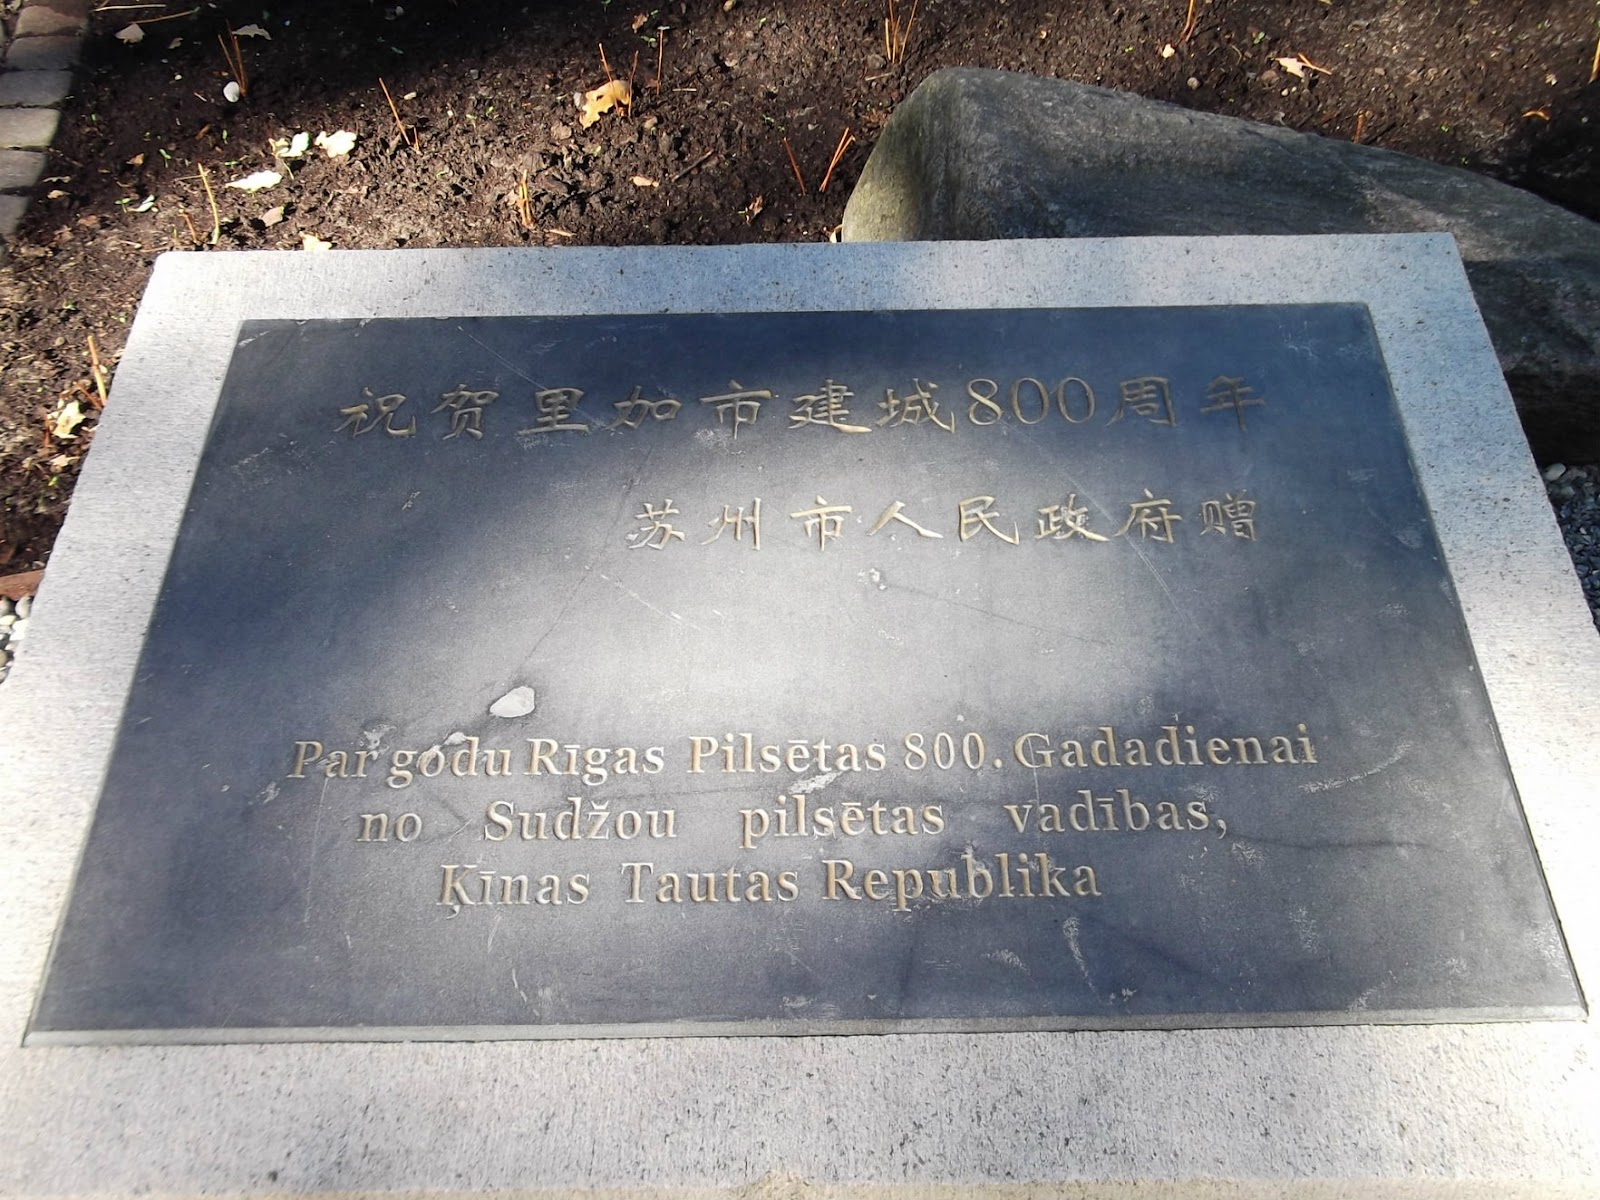 祝贺里加市建城800周年
苏州市人民政府赠
Par godu Rīgas Pilsētas 800. Gadadienai
no Sudžou pilsētas vadības,
Ķīnas Tautas Republika